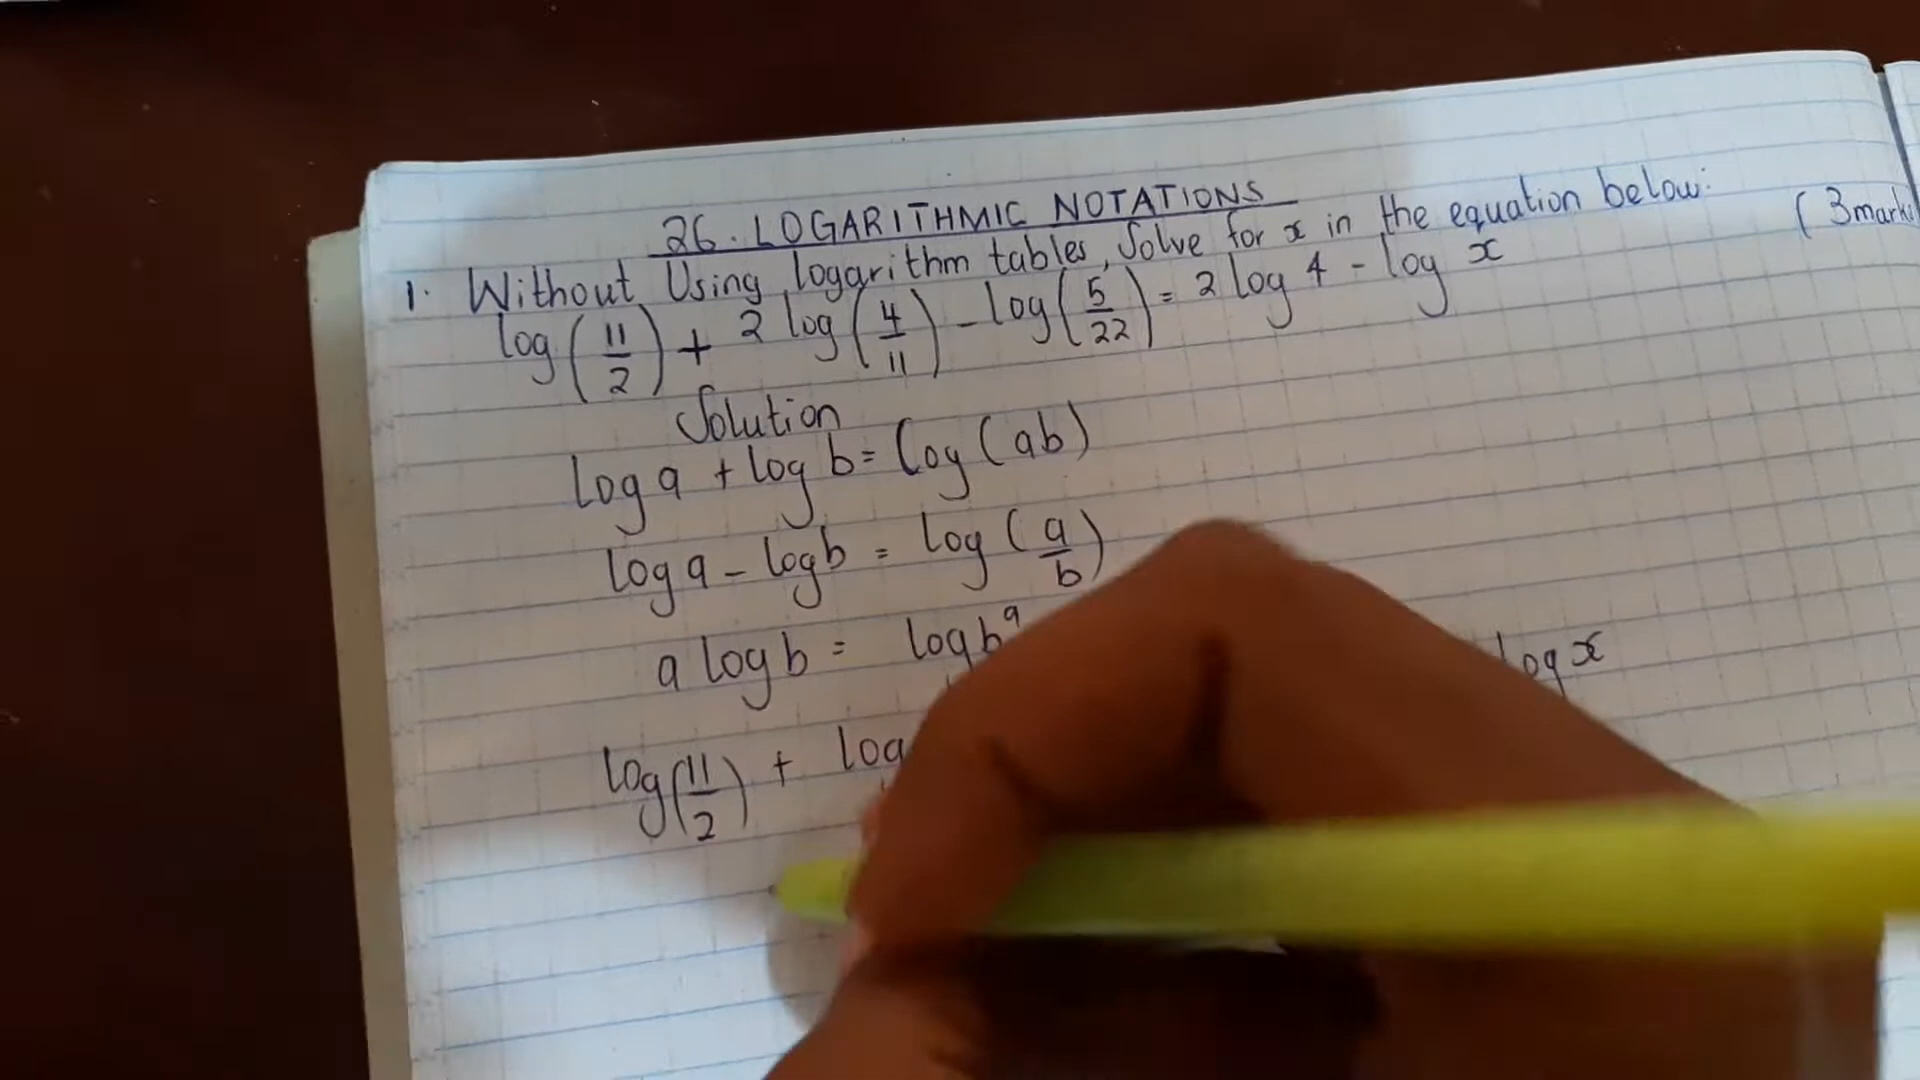 26. LOGARITHMIC NOTATIONS
1. Without Using logarithm tables, Solve for x in the equation below: (3mark
log(11/2) + 2 log(4/11) - log(5/22) = 2 log 4 - log x
Solution
log a + log b = log (ab)
log a - log b = log (a/b)
a log b = log b^a
log x
log(11/2) + log